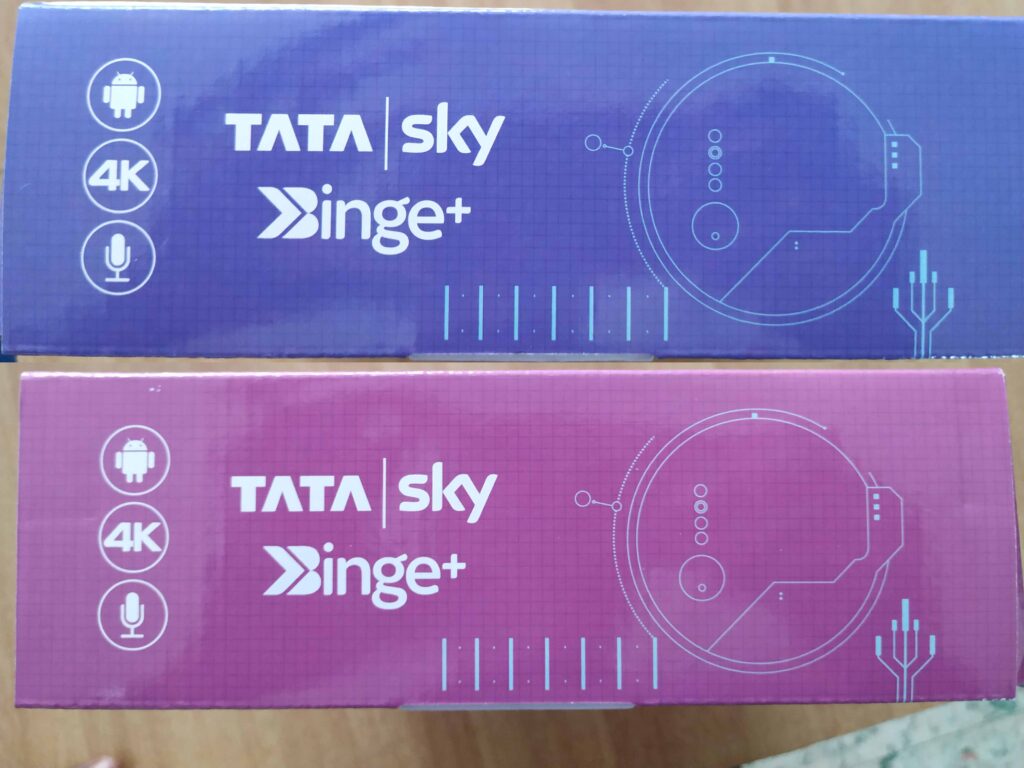 4K
TATA | sky
Binge+
4K
TATA | sky
Binge+